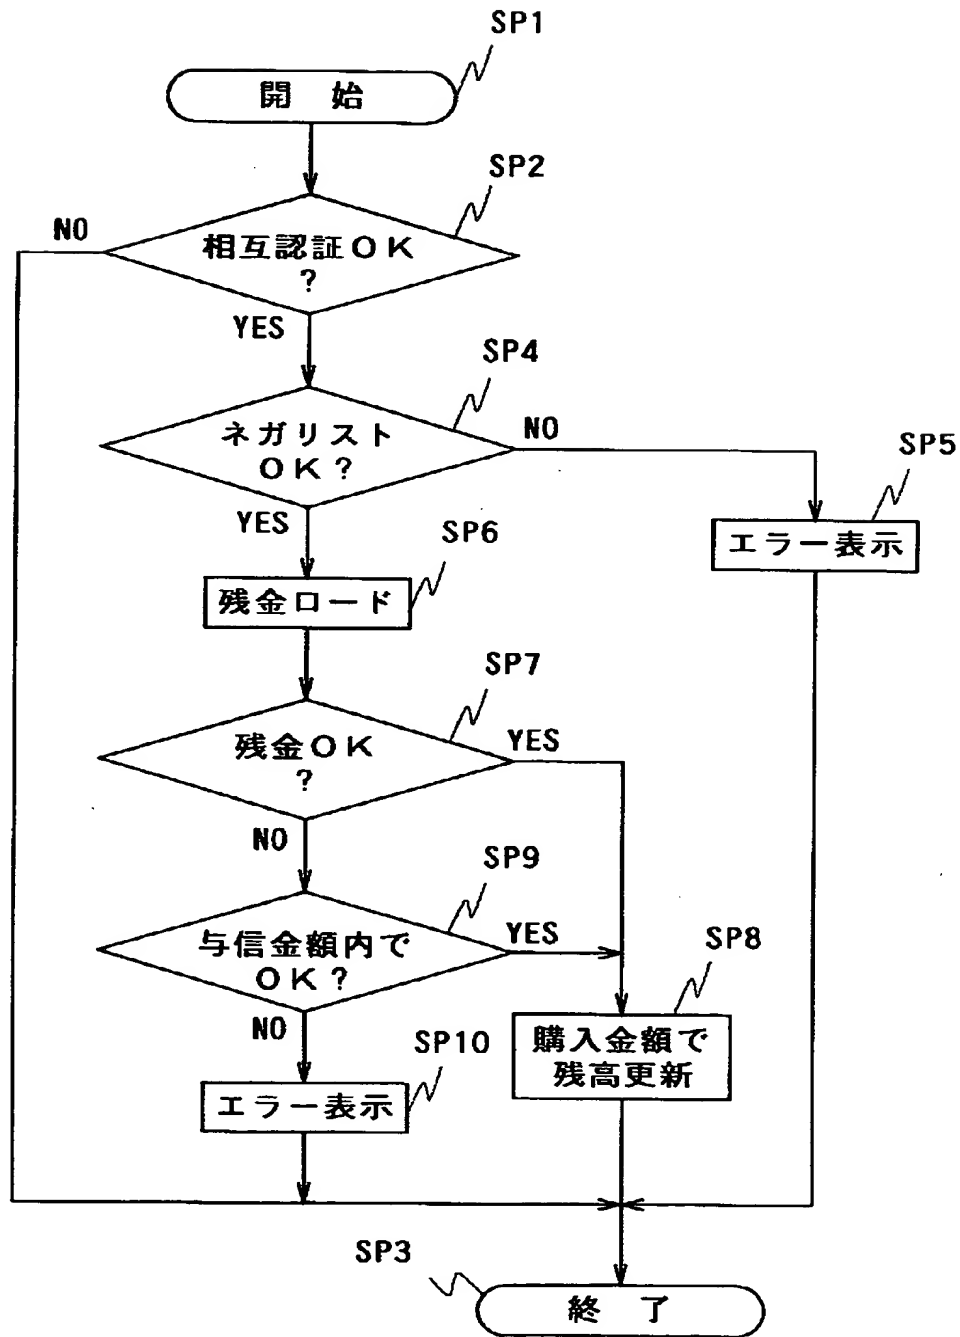 SP1
開始
SP2
NO
相互認証OK
?
YES
SP4
ネガリスト
OK?
NO
SP5
エラー表示
YES
SP6
残金ロード
SP7
残金OK
?
YES
NO
SP9
与信金額内で
OK?
YES
SP8
購入金額で
残高更新
NO
SP10
エラー表示
SP3
終了